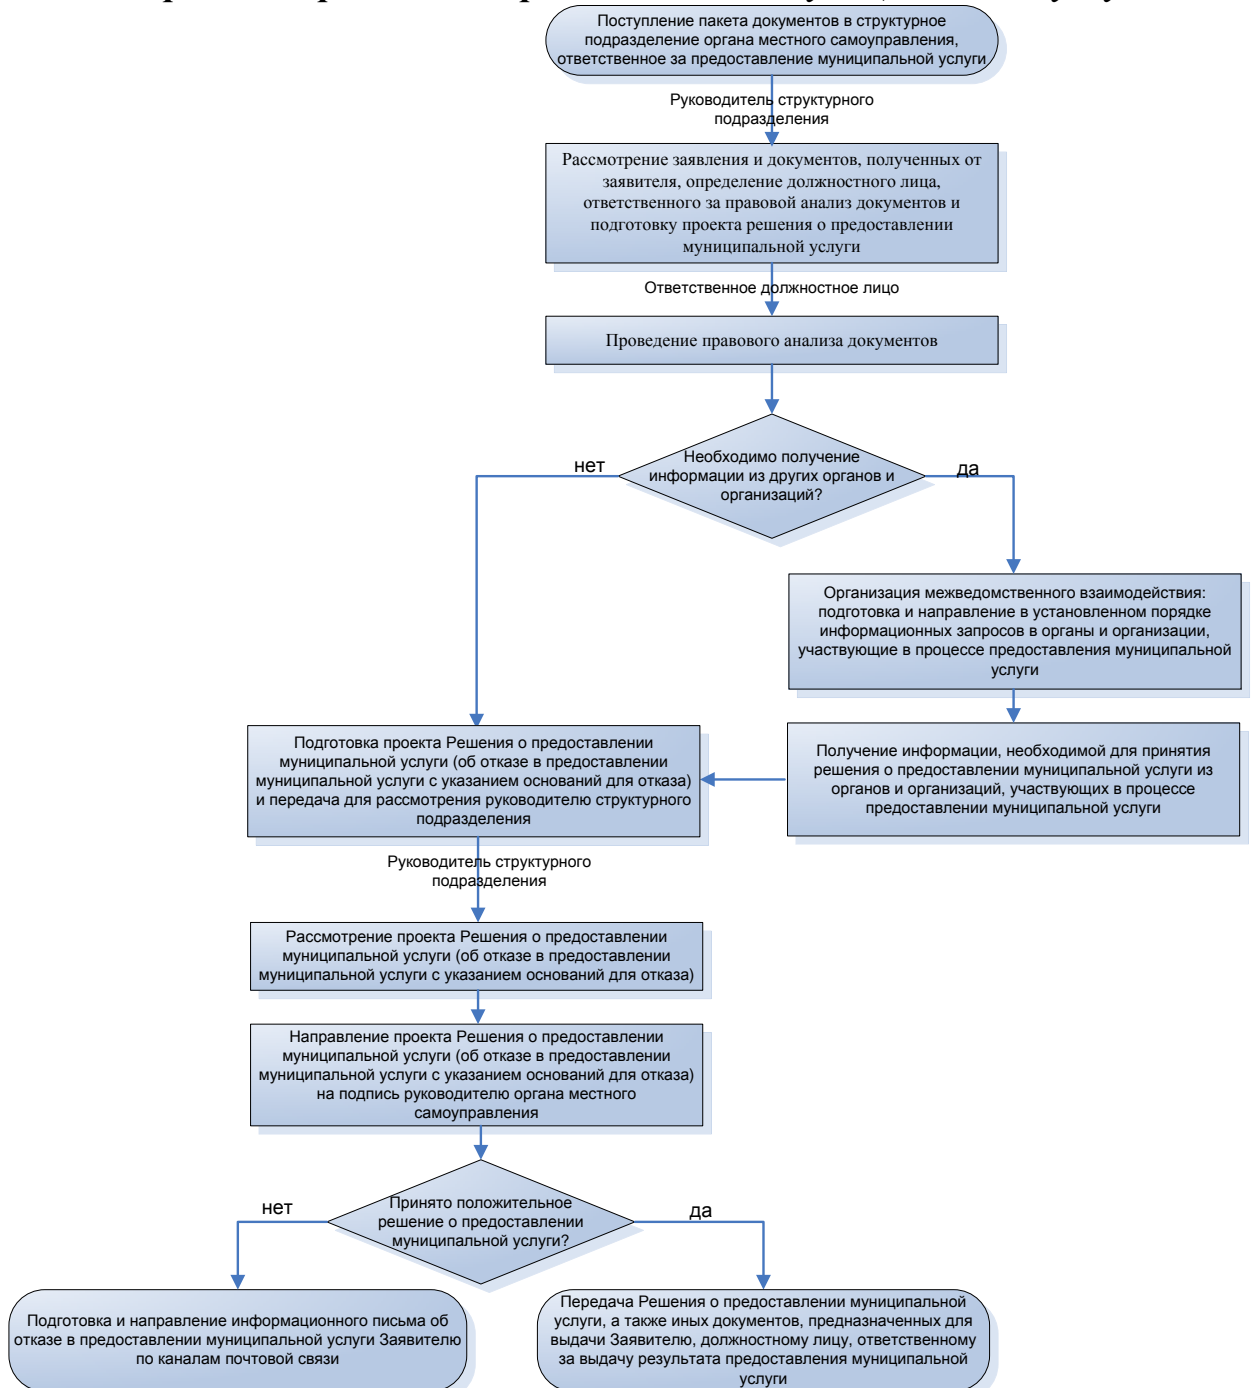 Поступление пакета документов в структурное
подразделение органа местного самоуправления,
ответственное за предоставление муниципальной услуги
Руководитель структурного
подразделения
Рассмотрение заявления и документов, полученных от
заявителя, определение должностного лица,
ответственного за правовой анализ документов и
подготовку проекта решения о предоставлении
муниципальной услуги
Ответственное должностное лицо
Проведение правового анализа документов
Необходимо получение
информации из других органов и
организаций?
нет
да
Организация межведомственного взаимодействия:
подготовка и направление в установленном порядке
информационных запросов в органы и организации,
участвующие в процессе предоставления муниципальной
услуги
Получение информации, необходимой для принятия
решения о предоставлении муниципальной услуги из
органов и организаций, участвующих в процессе
предоставлении муниципальной услуги
Подготовка проекта Решения о предоставлении
муниципальной услуги (об отказе в предоставлении
муниципальной услуги с указанием оснований для отказа)
и передача для рассмотрения руководителю структурного
подразделения
Руководитель структурного
подразделения
Рассмотрение проекта Решения о предоставлении
муниципальной услуги (об отказе в предоставлении
муниципальной услуги с указанием оснований для отказа)
Направление проекта Решения о предоставлении
муниципальной услуги (об отказе в предоставлении
муниципальной услуги с указанием оснований для отказа)
на подпись руководителю органа местного
самоуправления
Принято положительное
решение о предоставлении
муниципальной услуги?
нет
да
Подготовка и направление информационного письма об
отказе в предоставлении муниципальной услуги Заявителю
по каналам почтовой связи
Передача Решения о предоставлении муниципальной
услуги, а также иных документов, предназначенных для
выдачи Заявителю, должностному лицу, ответственному
за выдачу результата предоставления муниципальной
услуги